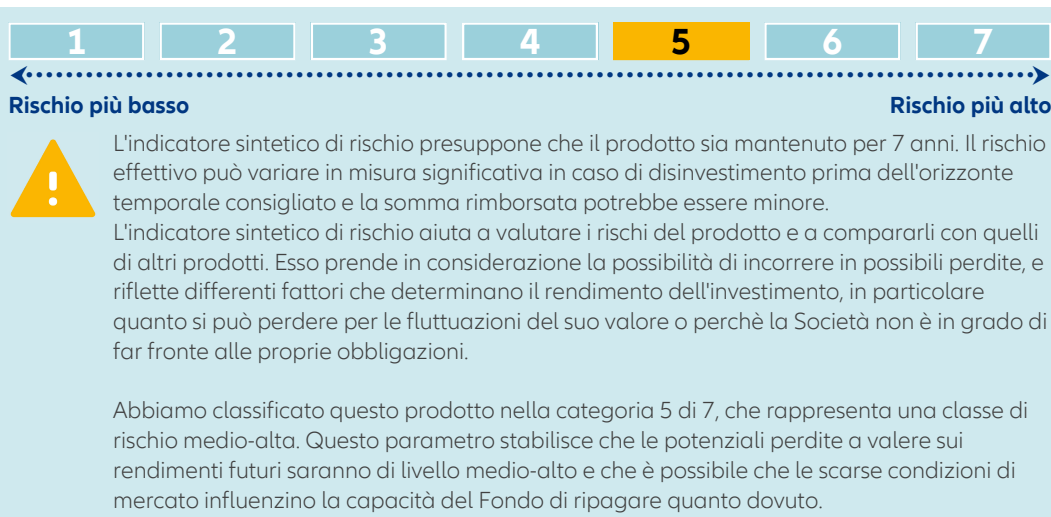 1 2 3 4 5 6 7
Rischio più basso Rischio più alto
L'indicatore sintetico di rischio presuppone che il prodotto sia mantenuto per 7 anni. Il rischio
effettivo può variare in misura significativa in caso di disinvestimento prima dell'orizzonte
temporale consigliato e la somma rimborsata potrebbe essere minore.
L'indicatore sintetico di rischio aiuta a valutare i rischi del prodotto e a compararli con quelli
di altri prodotti. Esso prende in considerazione la possibilità di incorrere in possibili perdite, e
riflette differenti fattori che determinano il rendimento dell'investimento, in particolare
quanto si può perdere per le fluttuazioni del suo valore o perchè la Società non è in grado di
far fronte alle proprie obbligazioni.
Abbiamo classificato questo prodotto nella categoria 5 di 7, che rappresenta una classe di
rischio medio-alta. Questo parametro stabilisce che le potenziali perdite a valere sui
rendimenti futuri saranno di livello medio-alto e che è possibile che le scarse condizioni di
mercato influenzino la capacità del Fondo di ripagare quanto dovuto.